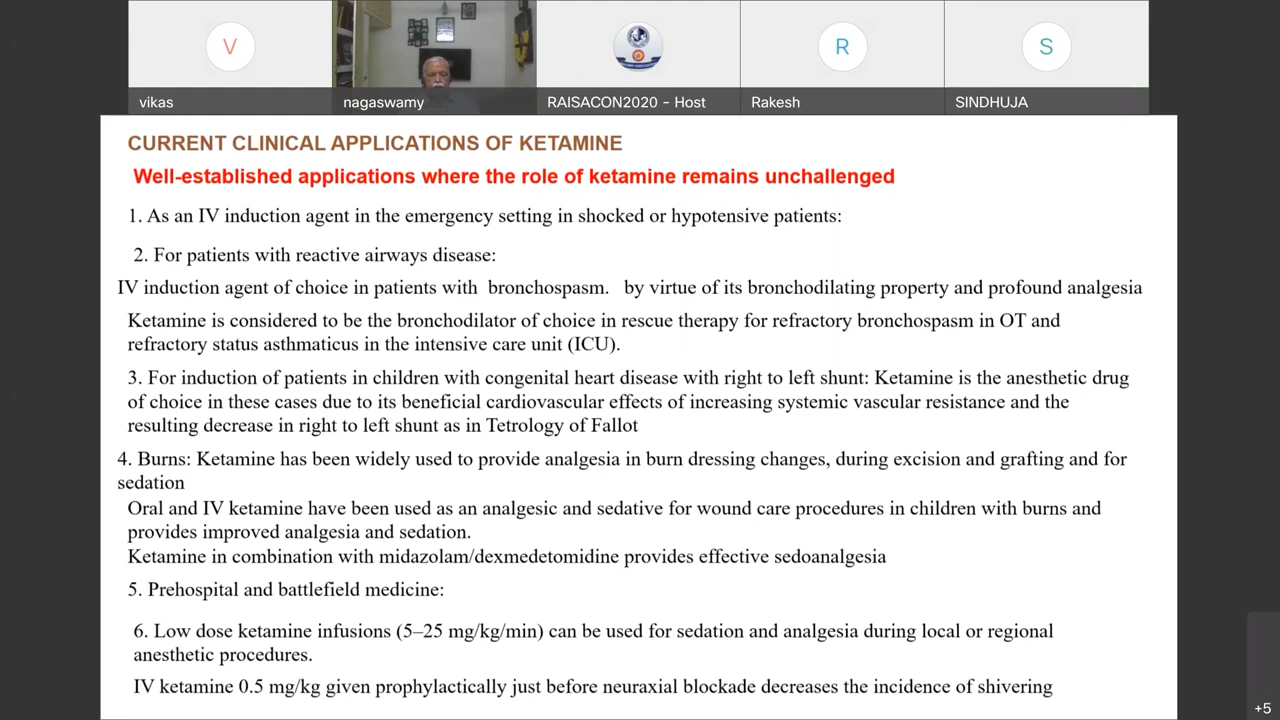 V
R
S
vikas
nagaswamy
RAISACON2020 - Host
Rakesh
SINDHUJA
CURRENT CLINICAL APPLICATIONS OF KETAMINE
Well-established applications where the role of ketamine remains unchallenged
1. As an IV induction agent in the emergency setting in shocked or hypotensive patients:
2. For patients with reactive airways disease:
IV induction agent of choice in patients with bronchospasm. by virtue of its bronchodilating property and profound analgesia
Ketamine is considered to be the bronchodilator of choice in rescue therapy for refractory bronchospasm in OT and
refractory status asthmaticus in the intensive care unit (ICU).
3. For induction of patients in children with congenital heart disease with right to left shunt: Ketamine is the anesthetic drug
of choice in these cases due to its beneficial cardiovascular effects of increasing systemic vascular resistance and the
resulting decrease in right to left shunt as in Tetrology of Fallot
4. Burns: Ketamine has been widely used to provide analgesia in burn dressing changes, during excision and grafting and for
sedation
Oral and IV ketamine have been used as an analgesic and sedative for wound care procedures in children with burns and
provides improved analgesia and sedation.
Ketamine in combination with midazolam/dexmedetomidine provides effective sedoanalgesia
5. Prehospital and battlefield medicine:
6. Low dose ketamine infusions (5–25 mg/kg/min) can be used for sedation and analgesia during local or regional
anesthetic procedures.
IV ketamine 0.5 mg/kg given prophylactically just before neuraxial blockade decreases the incidence of shivering
+5